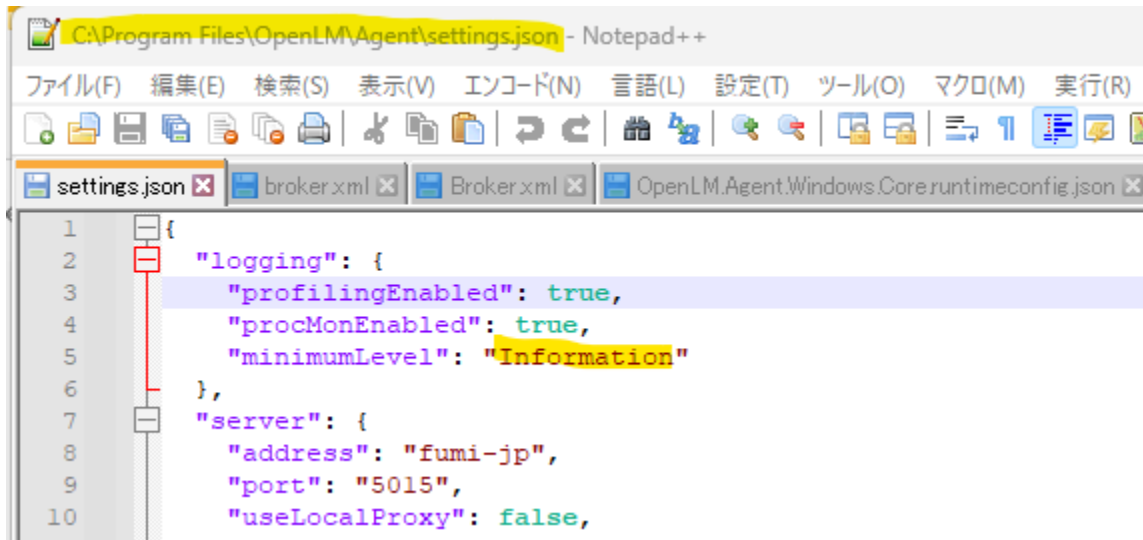 C:\Program Files\OpenLM\Agent\settings.json - Notepad++
ファイル(F) 編集(E) 検索(S) 表示(V) エンコード(N) 言語(L) 設定(T) ツール(O) マクロ(M) 実行(R)
settings.json broker.xml Broker.xml OpenLM.Agent.Windows.Core.runtimeconfig.json
1 {
2 "logging": {
3 "profilingEnabled": true,
4 "procMonEnabled": true,
5 "minimumLevel": "Information"
6 },
7 "server": {
8 "address": "fumi-jp",
9 "port": "5015",
10 "useLocalProxy": false,